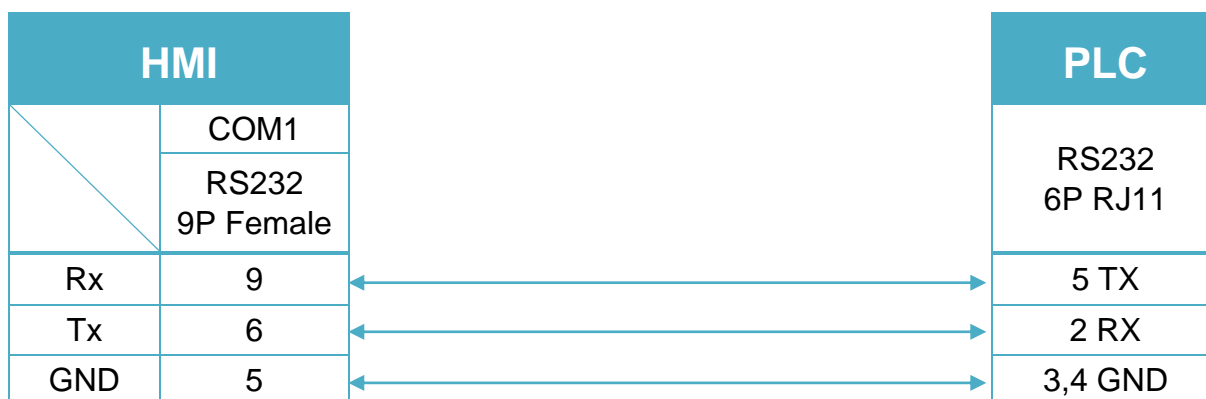 HMI
PLC
COM1
RS232
9P Female
RS232
6P RJ11
Rx 9 5 TX
Tx 6 2 RX
GND 5 3,4 GND